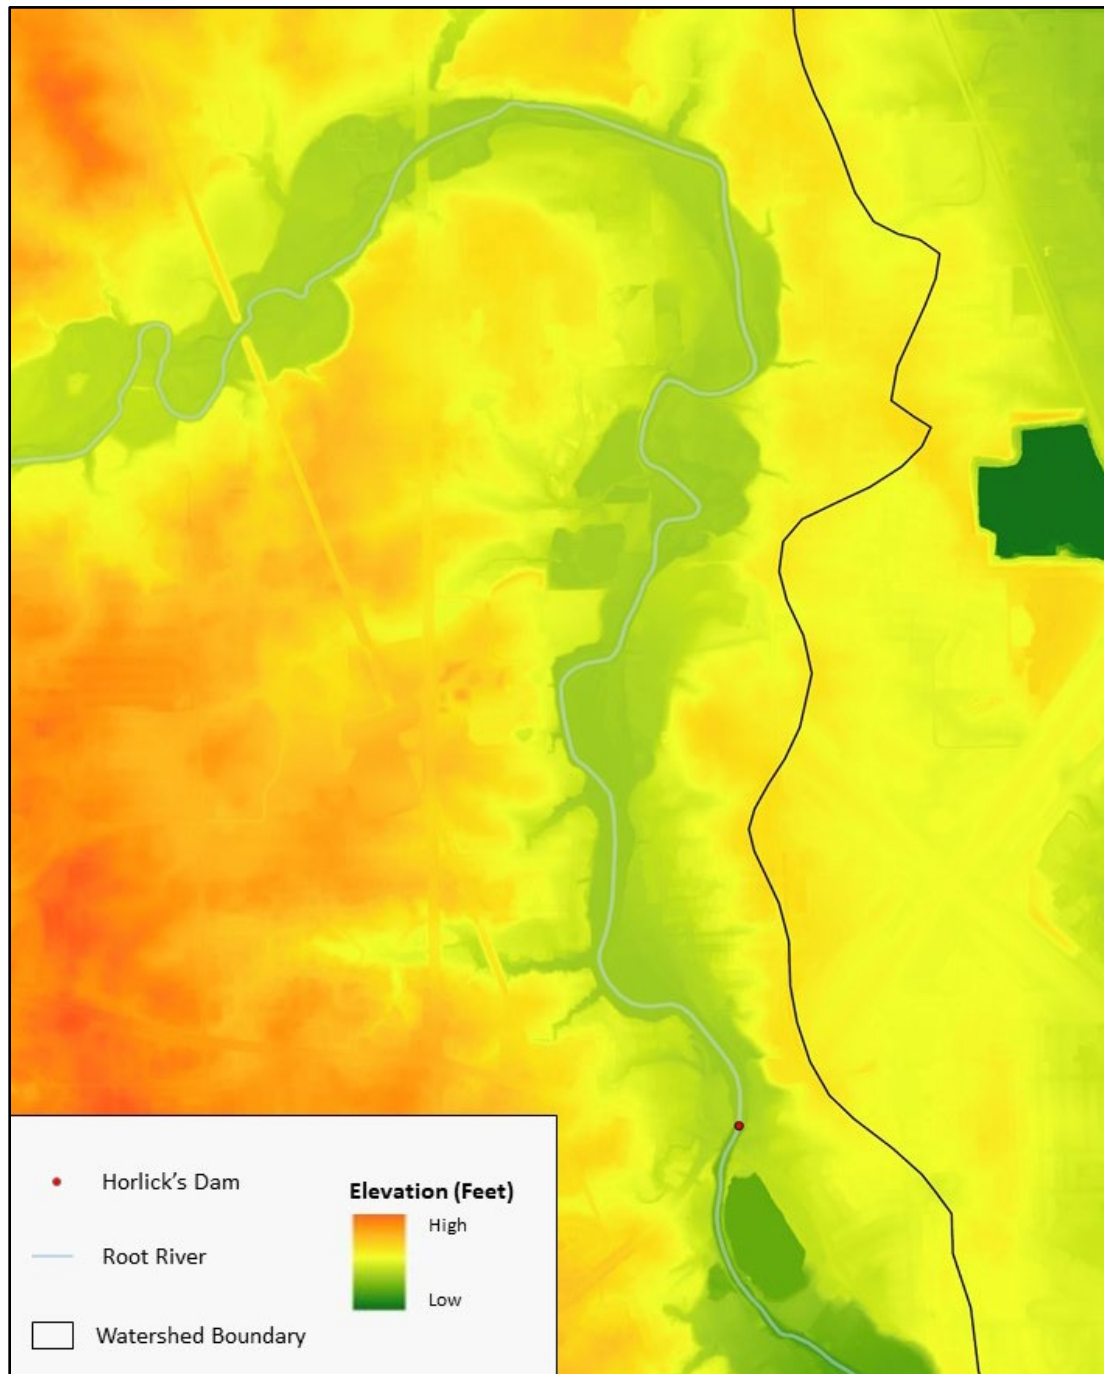 Horlick's Dam
Root River
Watershed Boundary
Elevation (Feet)
High
Low